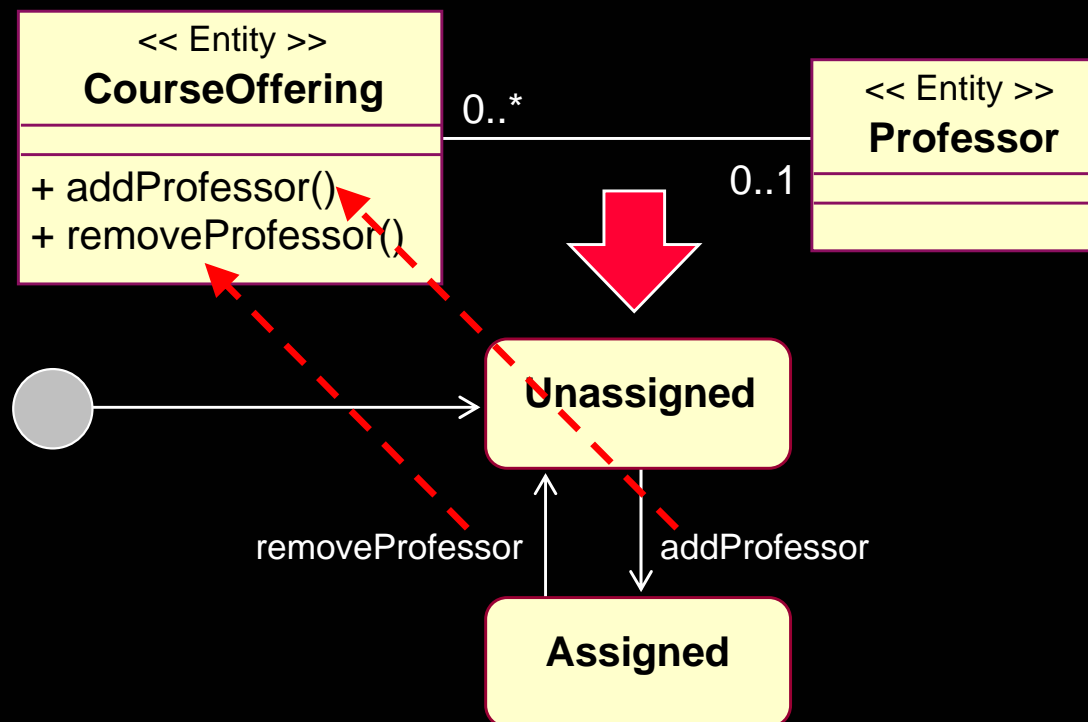 << Entity >>
CourseOffering
+ addProfessor()
+ removeProfessor()
0..*
0..1
<< Entity >>
Professor
Unassigned
removeProfessor
addProfessor
Assigned